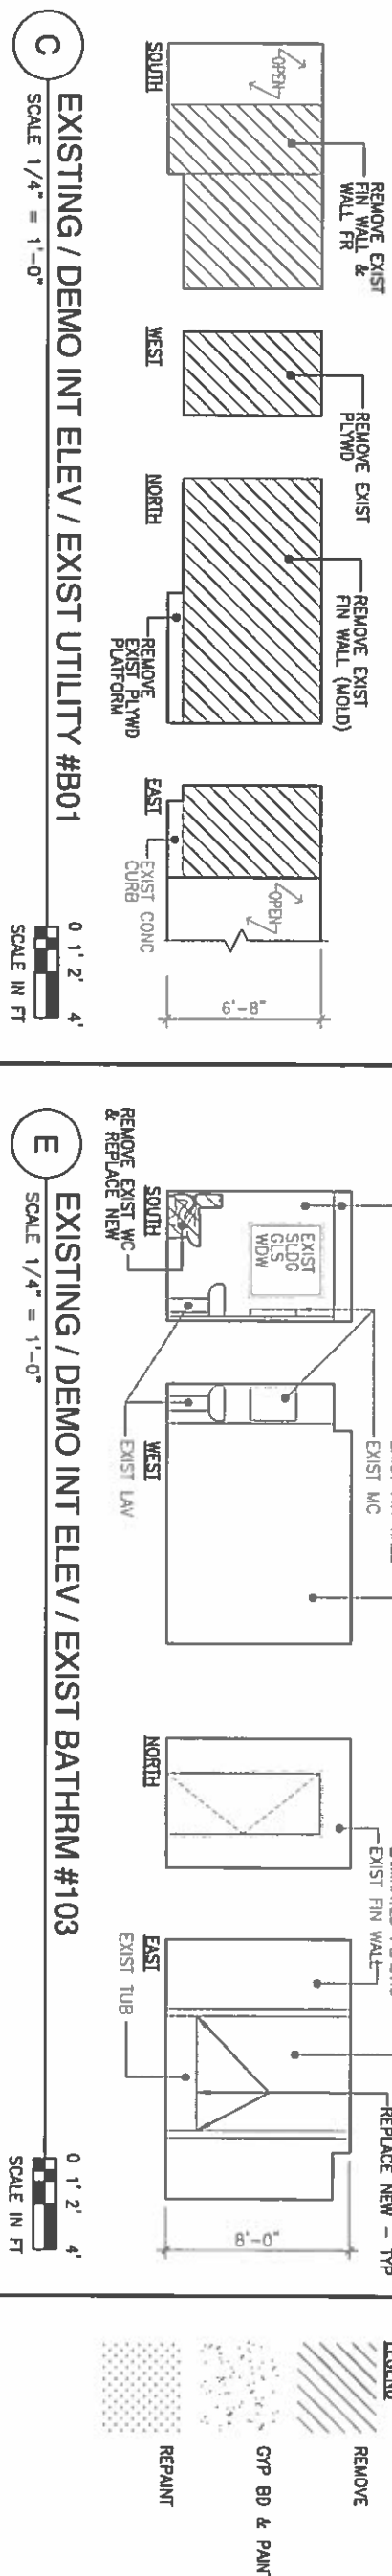 REMOVE EXIST
FIN WALL &
WALL FR
OPEN
SOUTH
REMOVE EXIST
PLYWD
WEST
REMOVE EXIST
FIN WALL (MOLD)
NORTH
REMOVE
EXIST PLYWD
PLATFORM
OPEN
EAST
EXIST CONC
CURB
6'-8"
C
EXISTING / DEMO INT ELEV / EXIST UTILITY #B01
SCALE 1/4" = 1'-0"
0 1' 2' 4'
SCALE IN FT
EXIST
SLDG
GLS
WDW
SOUTH
REMOVE EXIST WC
& REPLACE NEW
EXIST MC
WEST
EXIST LAV
EXIST FIN WALL
NORTH
REPLACE NEW - TYP
EAST
EXIST TUB
8'-0"
E
EXISTING / DEMO INT ELEV / EXIST BATHRM #103
SCALE 1/4" = 1'-0"
0 1' 2' 4'
SCALE IN FT
LEGEND
REMOVE
GYP BD & PAINT
REPAINT